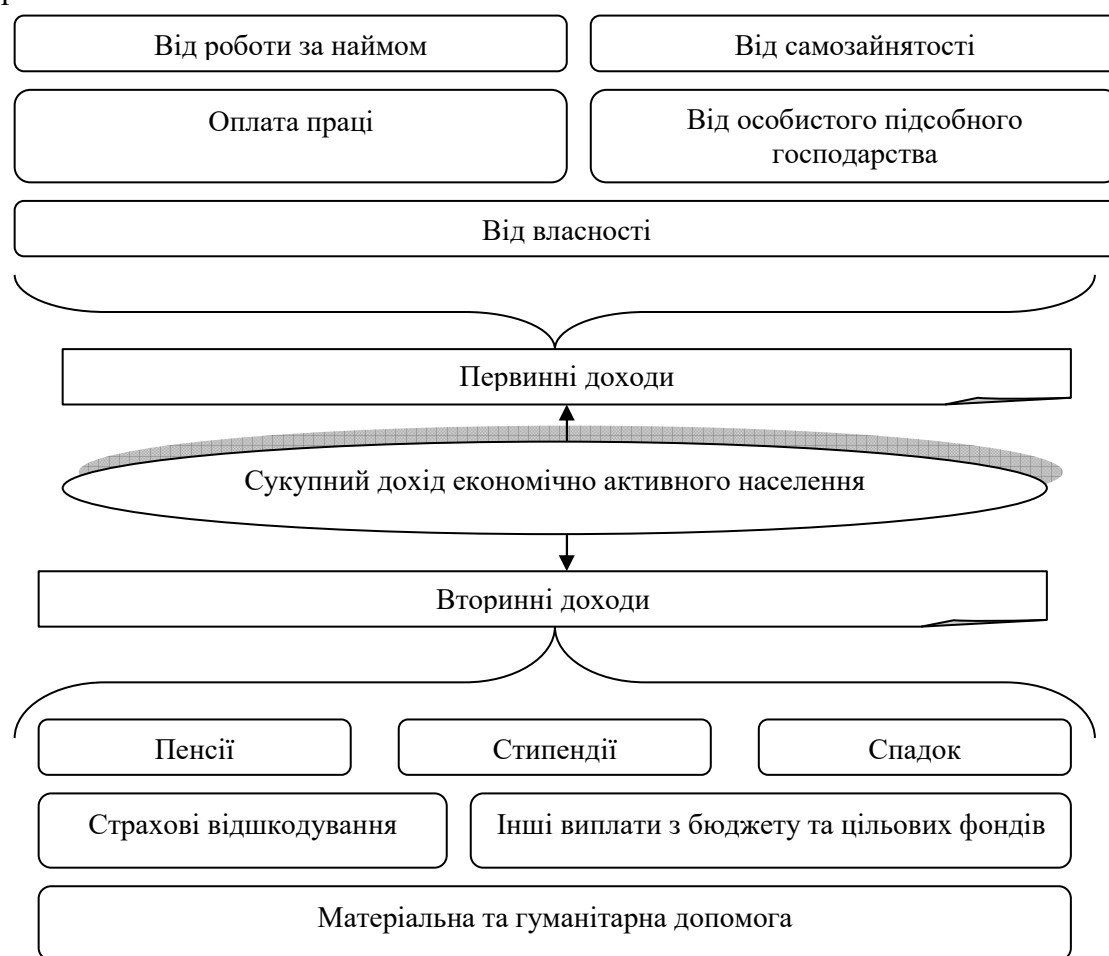 Від роботи за наймом
Від самозайнятості
Оплата праці
Від особистого підсобного
господарства
Від власності
Первинні доходи
Сукупний дохід економічно активного населення
Вторинні доходи
Пенсії
Стипендії
Спадок
Страхові відшкодування
Інші виплати з бюджету та цільових фондів
Матеріальна та гуманітарна допомога